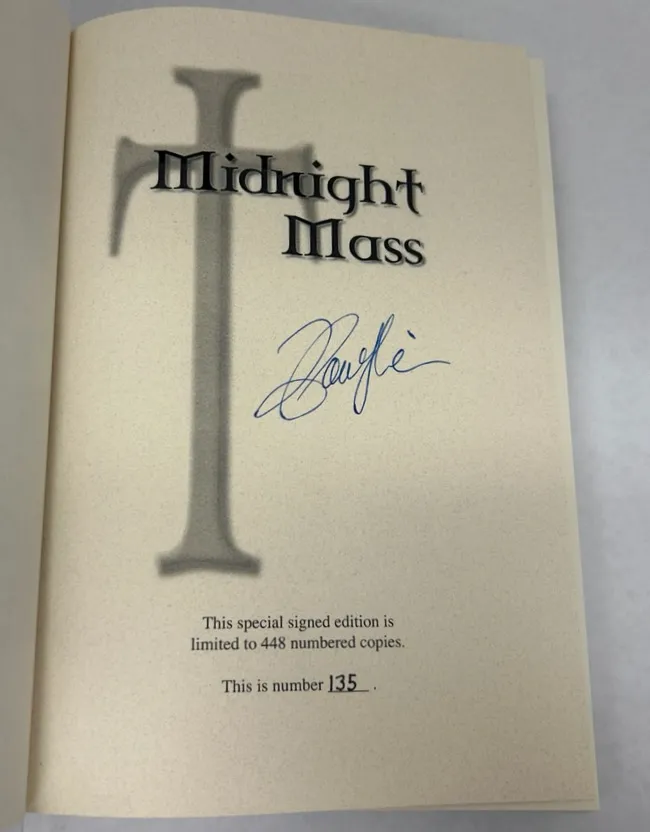 Midnight
Mass
This special signed edition is
limited to 448 numbered copies.
This is number 135 .